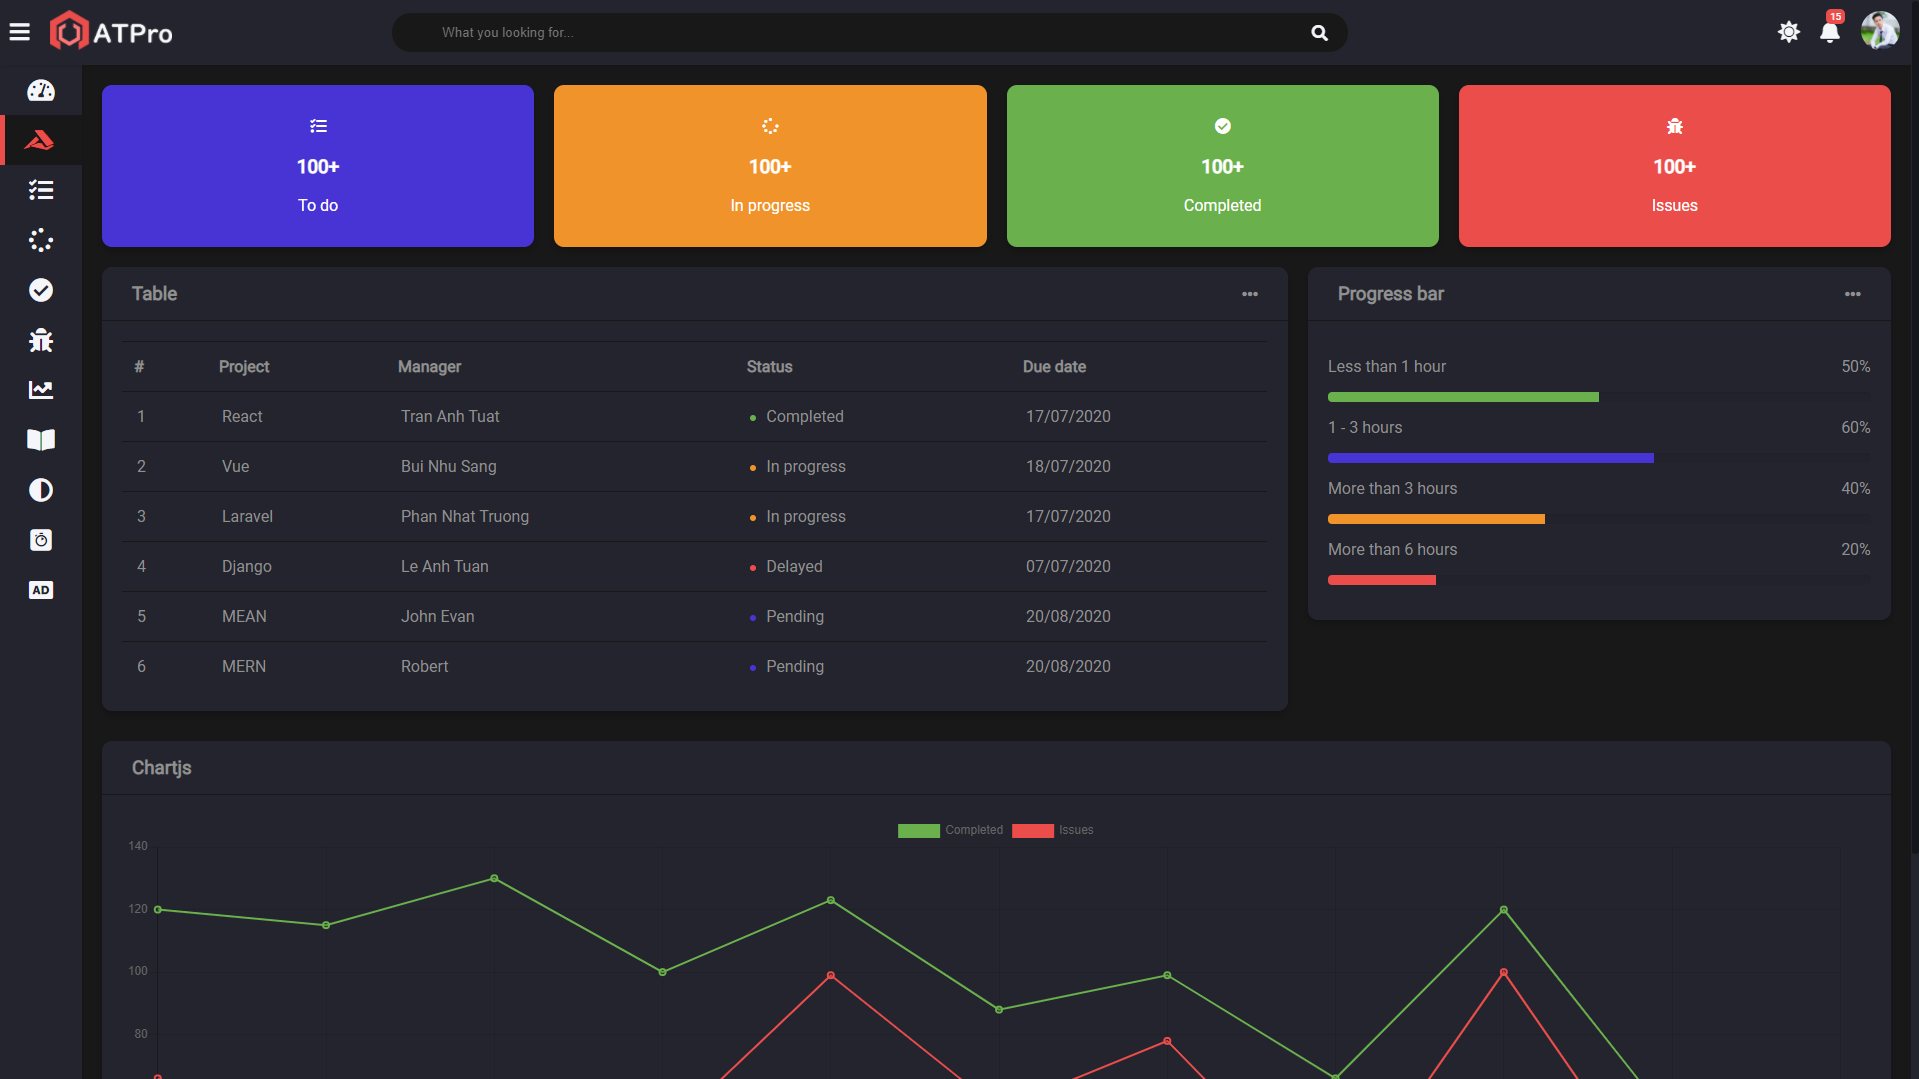 ATPro
What you looking for...
15
100+
To do
100+
In progress
100+
Completed
100+
Issues
Table
# Project Manager Status Due date
1 React Tran Anh Tuat Completed 17/07/2020
2 Vue Bui Nhu Sang In progress 18/07/2020
3 Laravel Phan Nhat Truong In progress 17/07/2020
4 Django Le Anh Tuan Delayed 07/07/2020
5 MEAN John Evan Pending 20/08/2020
6 MERN Robert Pending 20/08/2020
Progress bar
Less than 1 hour 50%
1 - 3 hours 60%
More than 3 hours 40%
More than 6 hours 20%
AD
Chartjs
Completed Issues
140
120
100
80